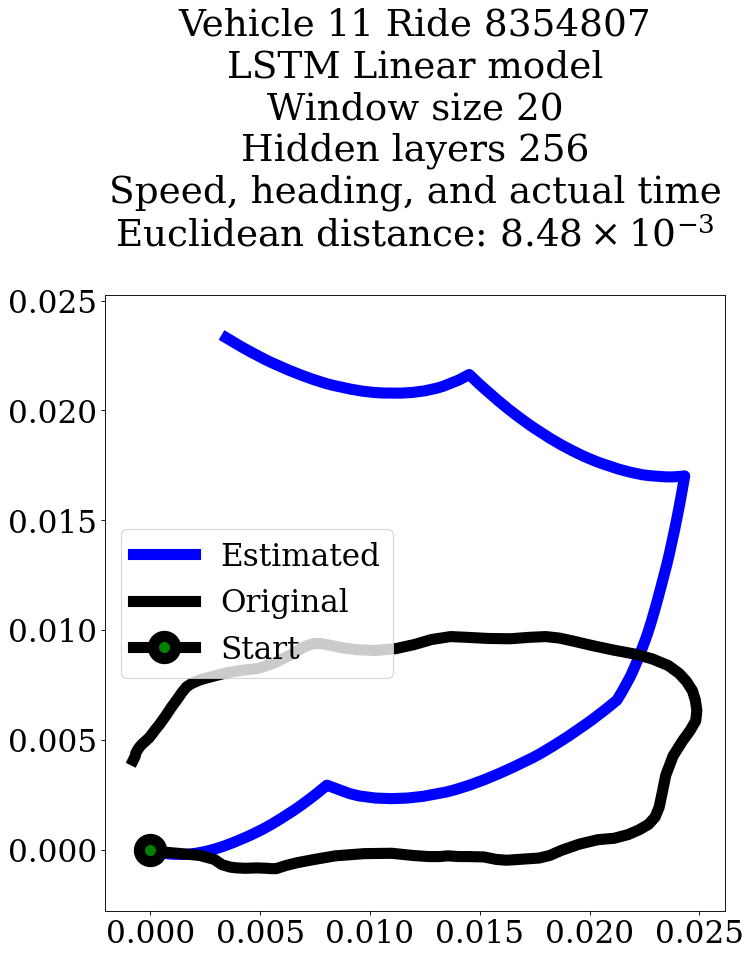 Vehicle 11 Ride 8354807
LSTM Linear model
Window size 20
Hidden layers 256
Speed, heading, and actual time
Euclidean distance: 8.48 × 10⁻³
0.025
0.020
0.015
0.010
0.005
0.000
Estimated
Original
Start
0.000 0.005 0.010 0.015 0.020 0.025